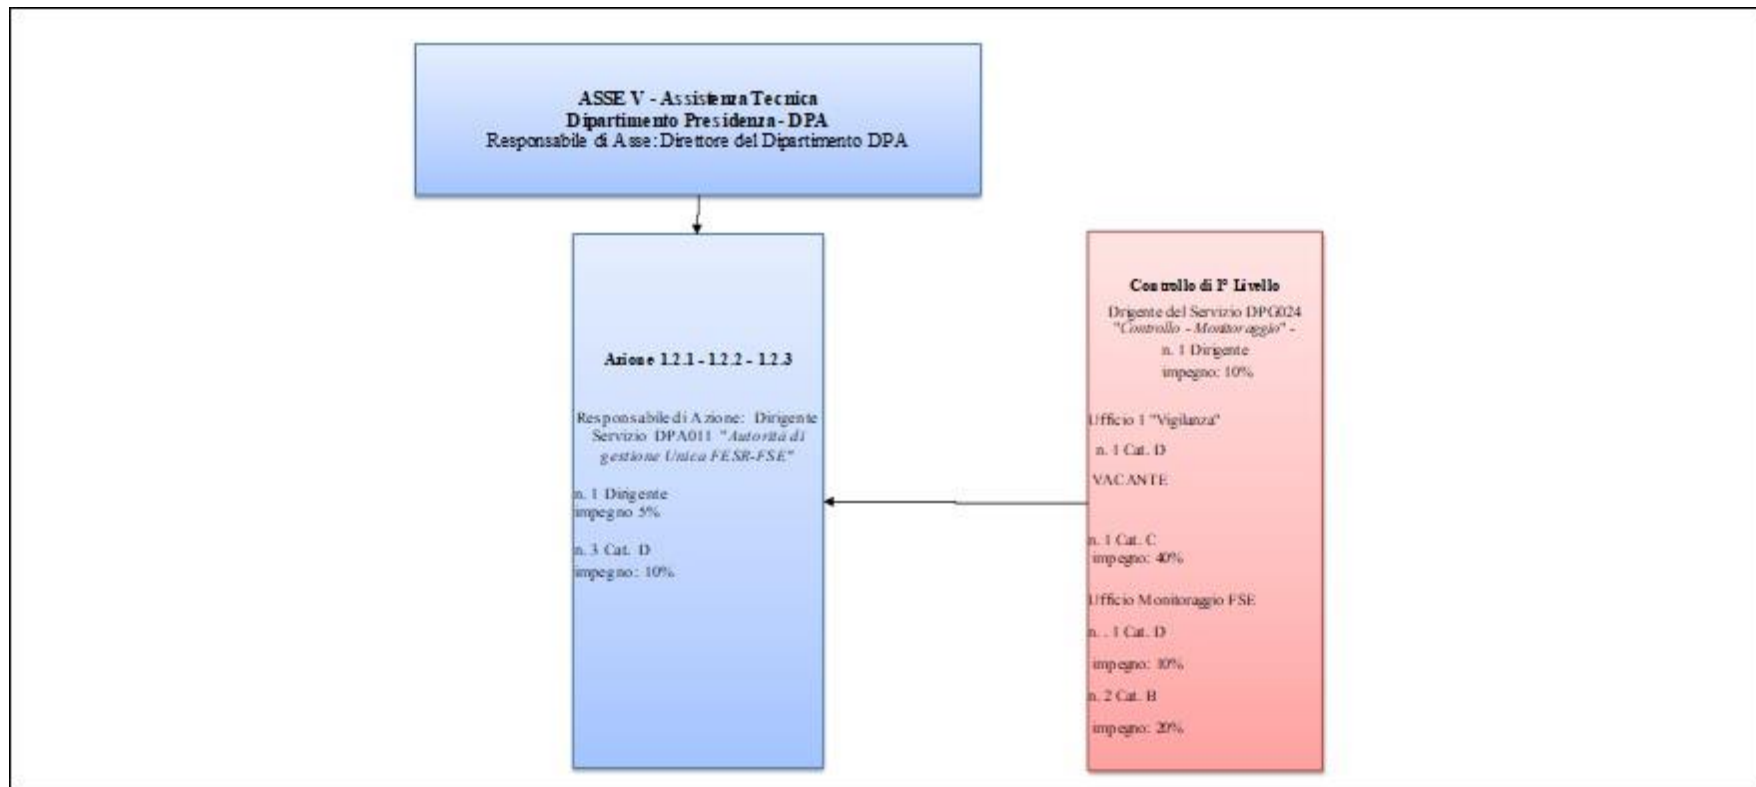 ASSE V - Assistenza Tecnica
Dipartimento Presidenza - DPA
Responsabile di Asse: Direttore del Dipartimento DPA
Azione 1.2.1 - 1.2.2 - 1.2.3
Responsabile di Azione: Dirigente
Servizio DPA011 "Autorità di
gestione Unica FESR-FSE"
n. 1 Dirigente
impegno 5%
n. 3 Cat. D
impegno: 10%
Controllo di I° Livello
Drigente del Servizio DPG024
"Controllo - Monitoraggio" -
n. 1 Dirigente
impegno: 10%
Ufficio 1 "Vigilanza"
n. 1 Cat. D
VACANTE
n. 1 Cat. C
impegno: 40%
Ufficio Monitoraggio FSE
n. . 1 Cat. D
impegno: 10%
n. 2 Cat. B
impegno: 20%